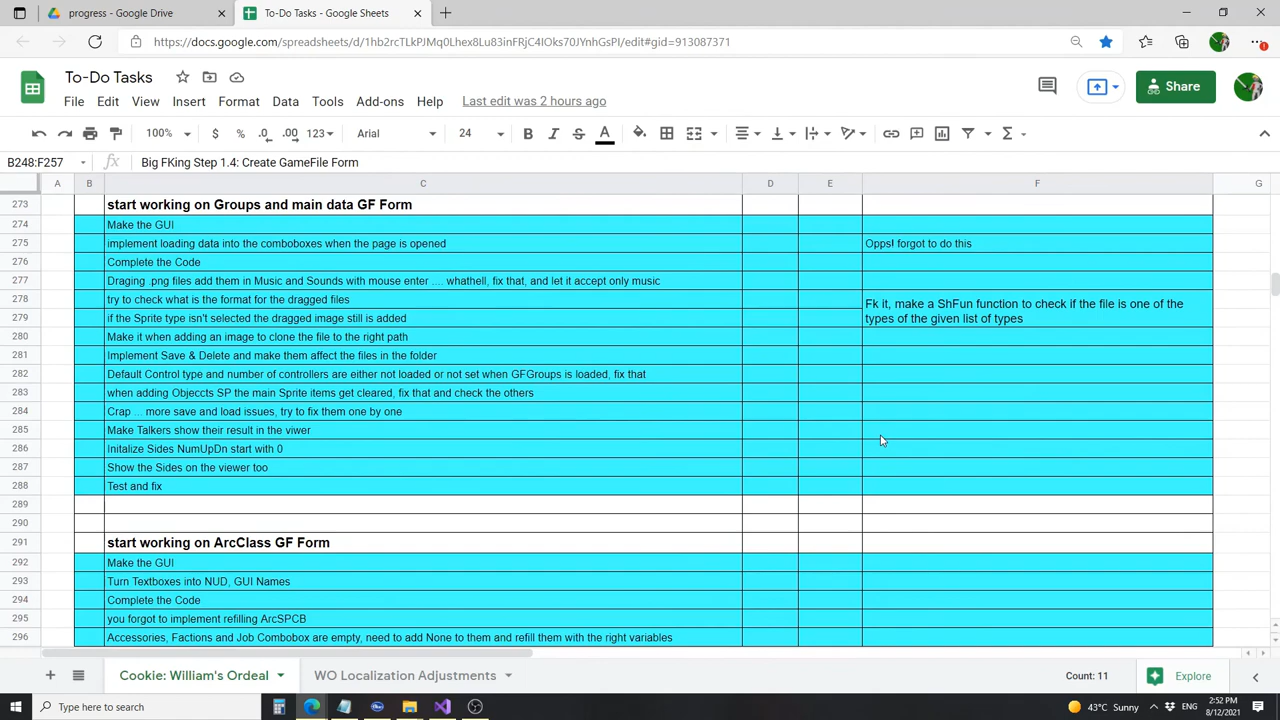 progress - Google Drive
To-Do Tasks - Google Sheets
https://docs.google.com/spreadsheets/d/1hb2rcTLkPJMq0Lhex8Lu83inFRjC4IOks70JYnhGsPI/edit#gid=913087371
To-Do Tasks
File Edit View Insert Format Data Tools Add-ons Help Last edit was 2 hours ago
Share
100% $ % .0 .00 123 Arial 24 B I S A
B248:F257 fx Big FKing Step 1.4: Create GameFile Form
A B C D E F G
273 start working on Groups and main data GF Form
274 Make the GUI
275 implement loading data into the comboboxes when the page is opened Opps! forgot to do this
276 Complete the Code
277 Draging .png files add them in Music and Sounds with mouse enter .... whathell, fix that, and let it accept only music
278 try to check what is the format for the dragged files
Fk it, make a ShFun function to check if the file is one of the
279 if the Sprite type isn't selected the dragged image still is added
types of the given list of types
280 Make it when adding an image to clone the file to the right path
281 Implement Save & Delete and make them affect the files in the folder
282 Default Control type and number of controllers are either not loaded or not set when GFGroups is loaded, fix that
283 when adding Objeccts SP the main Sprite items get cleared, fix that and check the others
284 Crap ... more save and load issues, try to fix them one by one
285 Make Talkers show their result in the viwer
286 Initalize Sides NumUpDn start with 0
287 Show the Sides on the viewer too
288 Test and fix
289
290
291 start working on ArcClass GF Form
292 Make the GUI
293 Turn Textboxes into NUD, GUI Names
294 Complete the Code
295 you forgot to implement refilling ArcSPCB
296 Accessories, Factions and Job Combobox are empty, need to add None to them and refill them with the right variables
Cookie: William's Ordeal WO Localization Adjustments Count: 11 Explore
Type here to search 43°C Sunny ENG 2:52 PM
8/12/2021